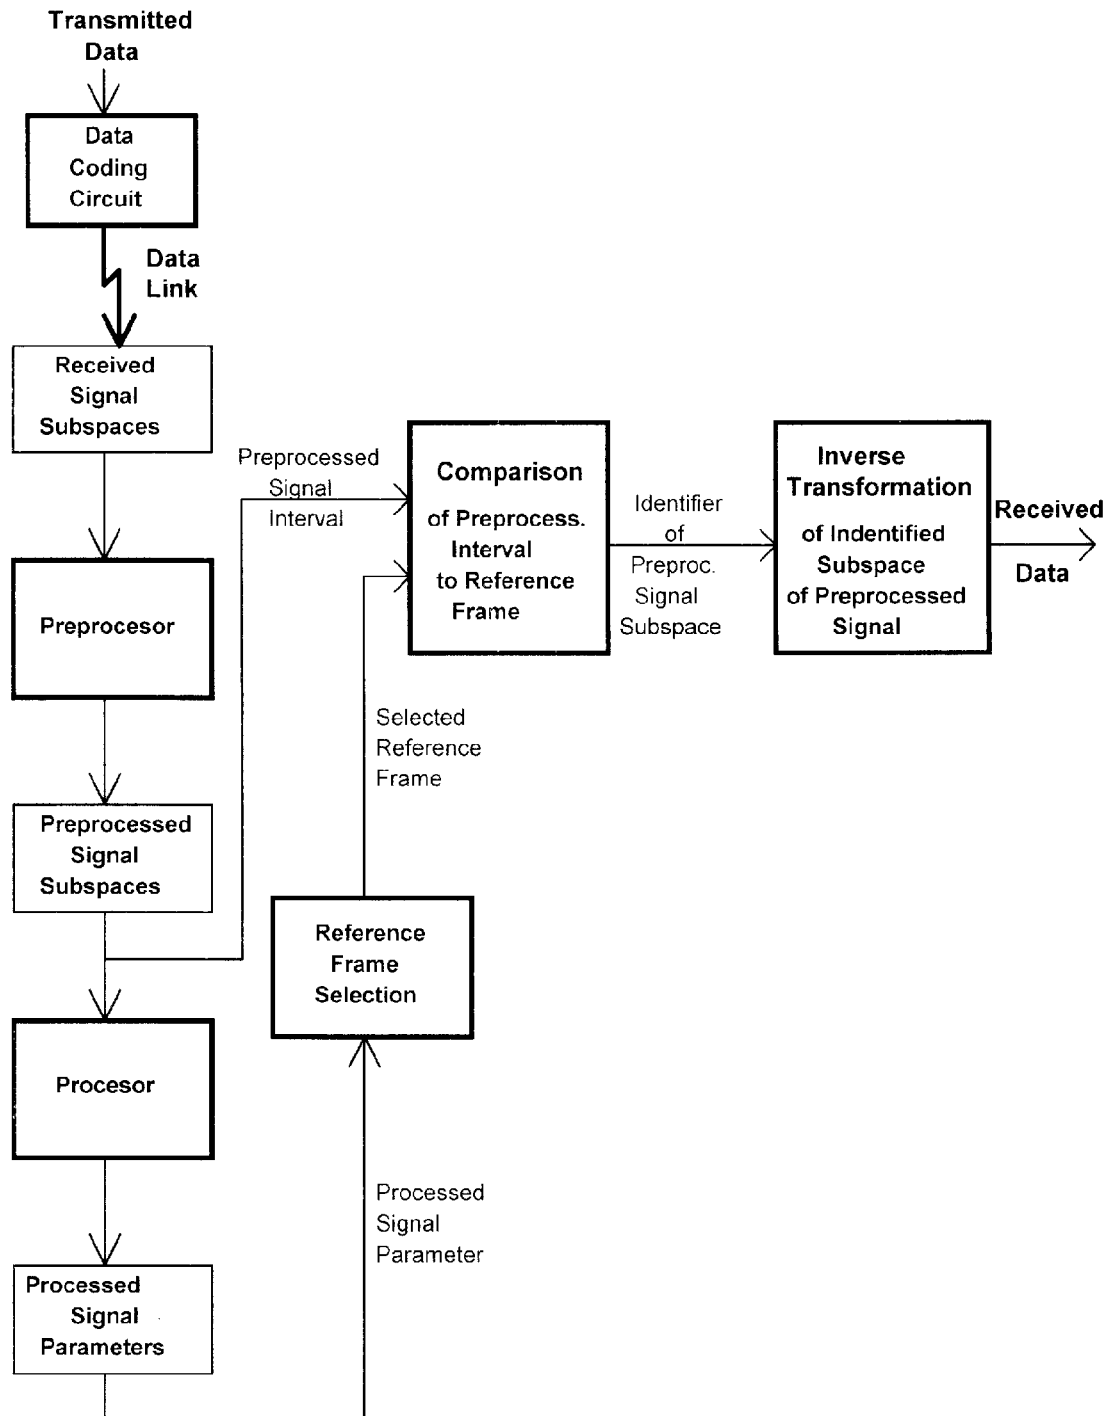 Transmitted
Data
Data
Coding
Circuit
Data
Link
Received
Signal
Subspaces
Preprocesor
Preprocessed
Signal
Subspaces
Procesor
Processed
Signal
Parameters
Preprocessed
Signal
Interval
Comparison
of Preprocess.
Interval
to Reference
Frame
Selected
Reference
Frame
Reference
Frame
Selection
Processed
Signal
Parameter
Identifier
of
Preproc.
Signal
Subspace
Inverse
Transformation
of Indentified
Subspace
of Preprocessed
Signal
Received
Data